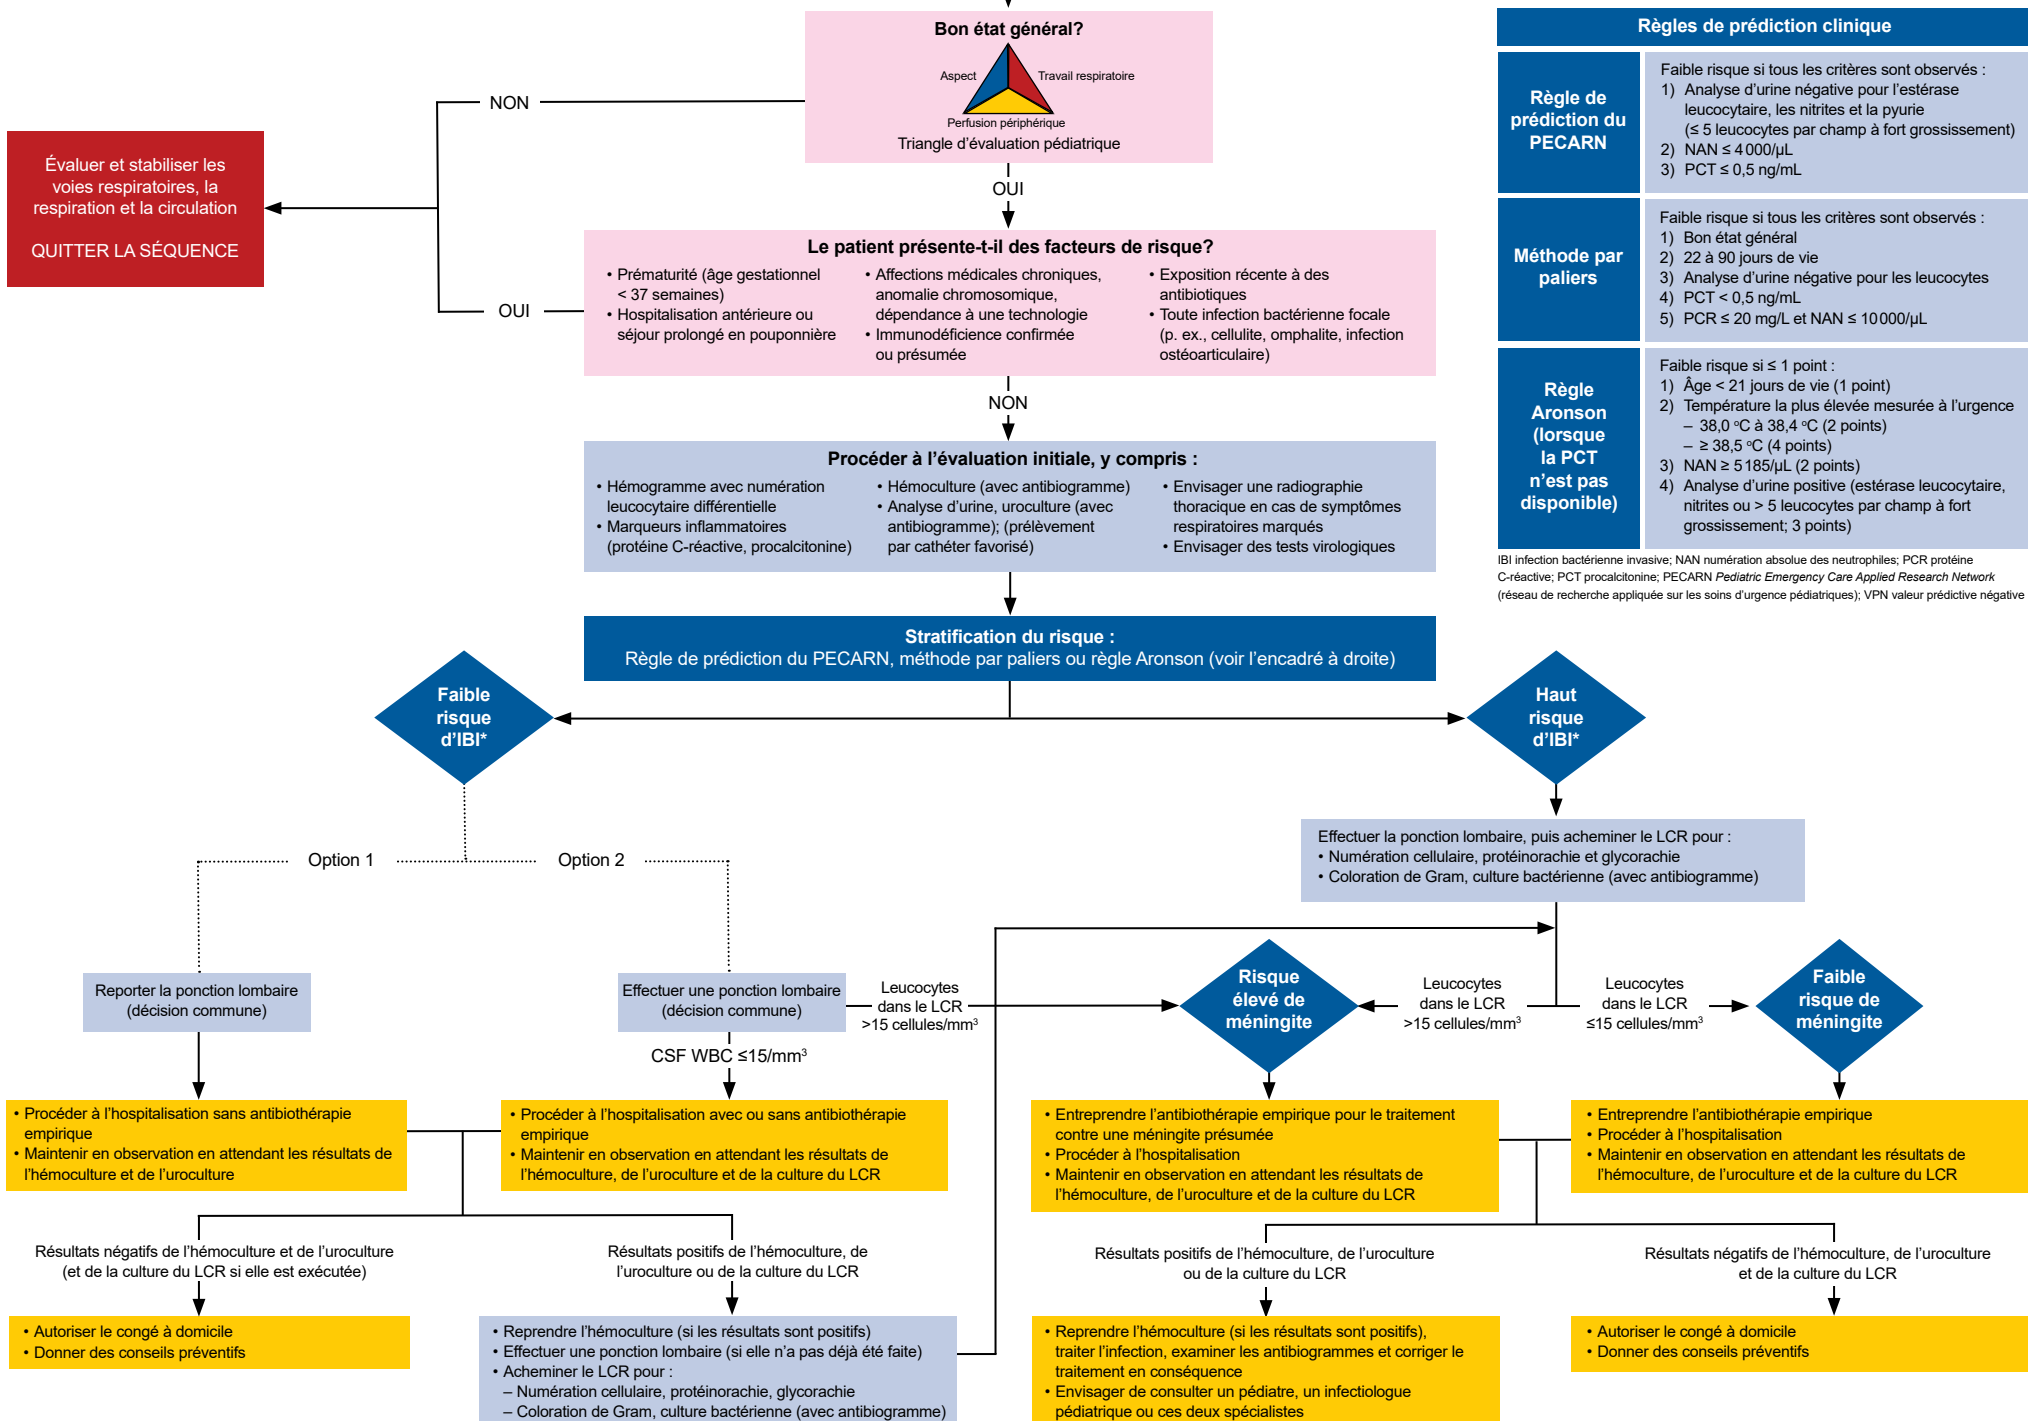 Bon état général?
Aspect
Travail respiratoire
Perfusion périphérique
Triangle d’évaluation pédiatrique
NON
OUI
Évaluer et stabiliser les
voies respiratoires, la
respiration et la circulation
QUITTER LA SÉQUENCE
Le patient présente-t-il des facteurs de risque?
• Prématurité (âge gestationnel
< 37 semaines)
• Hospitalisation antérieure ou
séjour prolongé en pouponnière
• Affections médicales chroniques,
anomalie chromosomique,
dépendance à une technologie
• Immunodéficience confirmée
ou présumée
• Exposition récente à des
antibiotiques
• Toute infection bactérienne focale
(p. ex., cellulite, omphalite, infection
ostéoarticulaire)
OUI
NON
Procéder à l’évaluation initiale, y compris :
• Hémogramme avec numération
leucocytaire différentielle
• Marqueurs inflammatoires
(protéine C-réactive, procalcitonine)
• Hémoculture (avec antibiogramme)
• Analyse d’urine, uroculture (avec
antibiogramme); (prélèvement
par cathéter favorisé)
• Envisager une radiographie
thoracique en cas de symptômes
respiratoires marqués
• Envisager des tests virologiques
Stratification du risque :
Règle de prédiction du PECARN, méthode par paliers ou règle Aronson (voir l’encadré à droite)
Règles de prédiction clinique
Règle de
prédiction du
PECARN
Faible risque si tous les critères sont observés :
1) Analyse d’urine négative pour l’estérase
leucocytaire, les nitrites et la pyurie
(≤ 5 leucocytes par champ à fort grossissement)
2) NAN ≤ 4 000/µL
3) PCT ≤ 0,5 ng/mL
Méthode par
paliers
Faible risque si tous les critères sont observés :
1) Bon état général
2) 22 à 90 jours de vie
3) Analyse d’urine négative pour les leucocytes
4) PCT < 0,5 ng/mL
5) PCR ≤ 20 mg/L et NAN ≤ 10 000/µL
Règle
Aronson
(lorsque
la PCT
n’est pas
disponible)
Faible risque si ≤ 1 point :
1) Âge < 21 jours de vie (1 point)
2) Température la plus élevée mesurée à l’urgence
– 38,0 °C à 38,4 °C (2 points)
– ≥ 38,5 °C (4 points)
3) NAN ≥ 5 185/µL (2 points)
4) Analyse d’urine positive (estérase leucocytaire,
nitrites ou > 5 leucocytes par champ à fort
grossissement; 3 points)
IBI infection bactérienne invasive; NAN numération absolue des neutrophiles; PCR protéine
C-réactive; PCT procalcitonine; PECARN Pediatric Emergency Care Applied Research Network
(réseau de recherche appliquée sur les soins d’urgence pédiatriques); VPN valeur prédictive négative
Faible
risque
d’IBI*
Haut
risque
d’IBI*
Option 1
Option 2
Effectuer la ponction lombaire, puis acheminer le LCR pour :
• Numération cellulaire, protéinorachie et glycorachie
• Coloration de Gram, culture bactérienne (avec antibiogramme)
Reporter la ponction lombaire
(décision commune)
Effectuer une ponction lombaire
(décision commune)
Leucocytes
dans le LCR
>15 cellules/mm³
Risque
élevé de
méningite
Leucocytes
dans le LCR
>15 cellules/mm³
Leucocytes
dans le LCR
≤15 cellules/mm³
Faible
risque de
méningite
CSF WBC ≤15/mm³
• Procéder à l’hospitalisation sans antibiothérapie
empirique
• Maintenir en observation en attendant les résultats de
l’hémoculture et de l’uroculture
• Procéder à l’hospitalisation avec ou sans antibiothérapie
empirique
• Maintenir en observation en attendant les résultats de
l’hémoculture, de l’uroculture et de la culture du LCR
• Entreprendre l’antibiothérapie empirique pour le traitement
contre une méningite présumée
• Procéder à l’hospitalisation
• Maintenir en observation en attendant les résultats de
l’hémoculture, de l’uroculture et de la culture du LCR
• Entreprendre l’antibiothérapie empirique
• Procéder à l’hospitalisation
• Maintenir en observation en attendant les résultats de
l’hémoculture, de l’uroculture et de la culture du LCR
Résultats négatifs de l’hémoculture et de l’uroculture
(et de la culture du LCR si elle est exécutée)
Résultats positifs de l’hémoculture, de
l’uroculture ou de la culture du LCR
Résultats positifs de l’hémoculture, de l’uroculture
ou de la culture du LCR
Résultats négatifs de l’hémoculture, de l’uroculture
et de la culture du LCR
• Autoriser le congé à domicile
• Donner des conseils préventifs
• Reprendre l’hémoculture (si les résultats sont positifs)
• Effectuer une ponction lombaire (si elle n’a pas déjà été faite)
• Acheminer le LCR pour :
– Numération cellulaire, protéinorachie, glycorachie
– Coloration de Gram, culture bactérienne (avec antibiogramme)
• Reprendre l’hémoculture (si les résultats sont positifs),
traiter l’infection, examiner les antibiogrammes et corriger le
traitement en conséquence
• Envisager de consulter un pédiatre, un infectiologue
pédiatrique ou ces deux spécialistes
• Autoriser le congé à domicile
• Donner des conseils préventifs